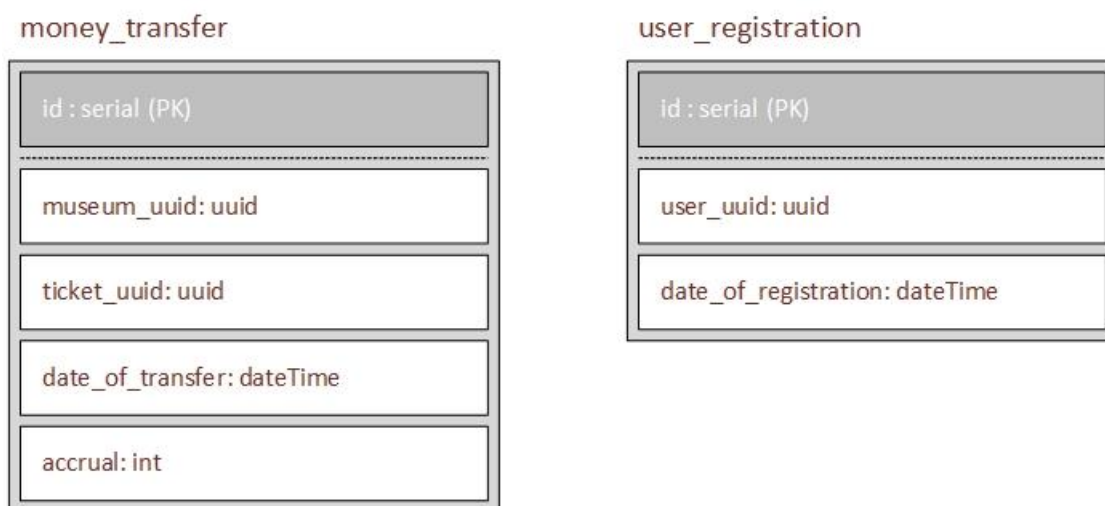 money_transfer
id : serial (PK)
museum_uuid: uuid
ticket_uuid: uuid
date_of_transfer: dateTime
accrual: int
user_registration
id : serial (PK)
user_uuid: uuid
date_of_registration: dateTime